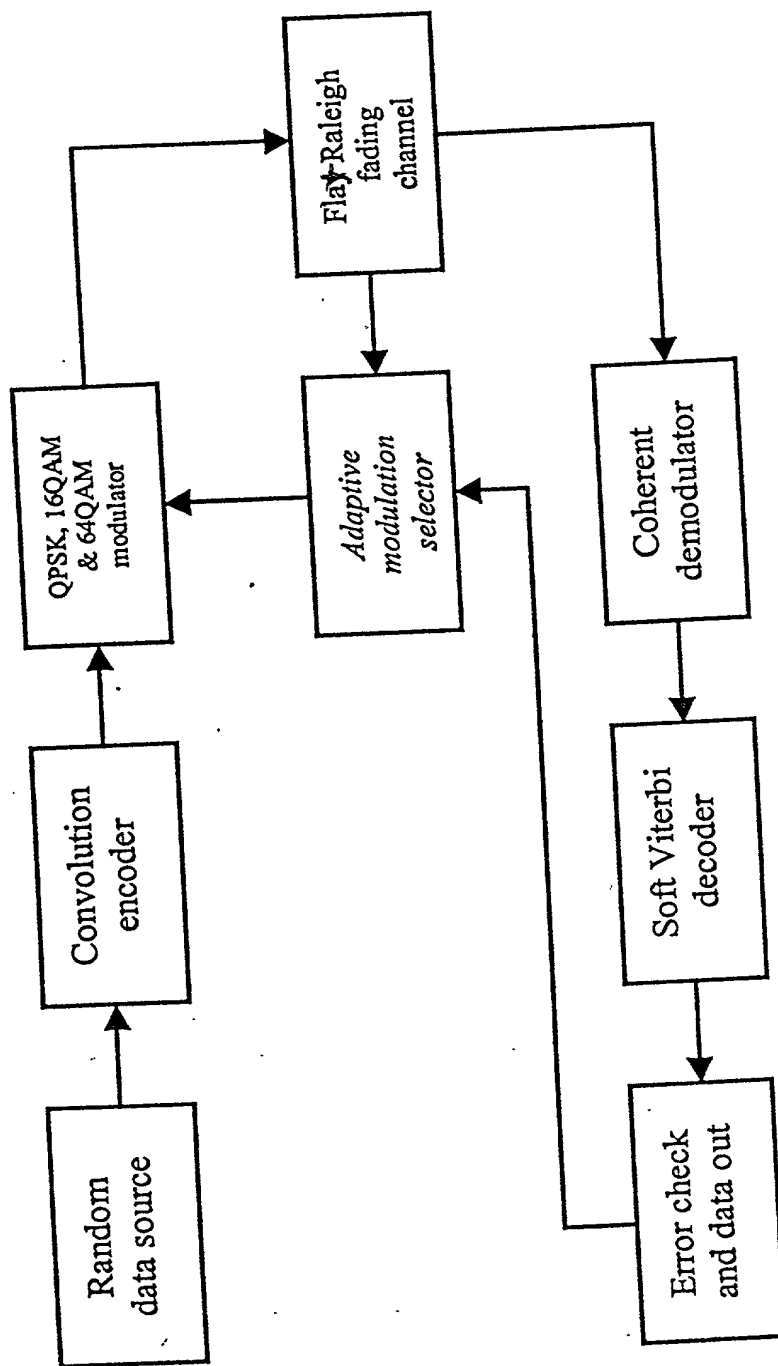 Random
data source
Convolution
encoder
QPSK, 16QAM
& 64QAM
modulator
Adaptive
modulation
selector
Raleigh
fading
channel
Coherent
demodulator
Soft Viterbi
decoder
Error check
and data out